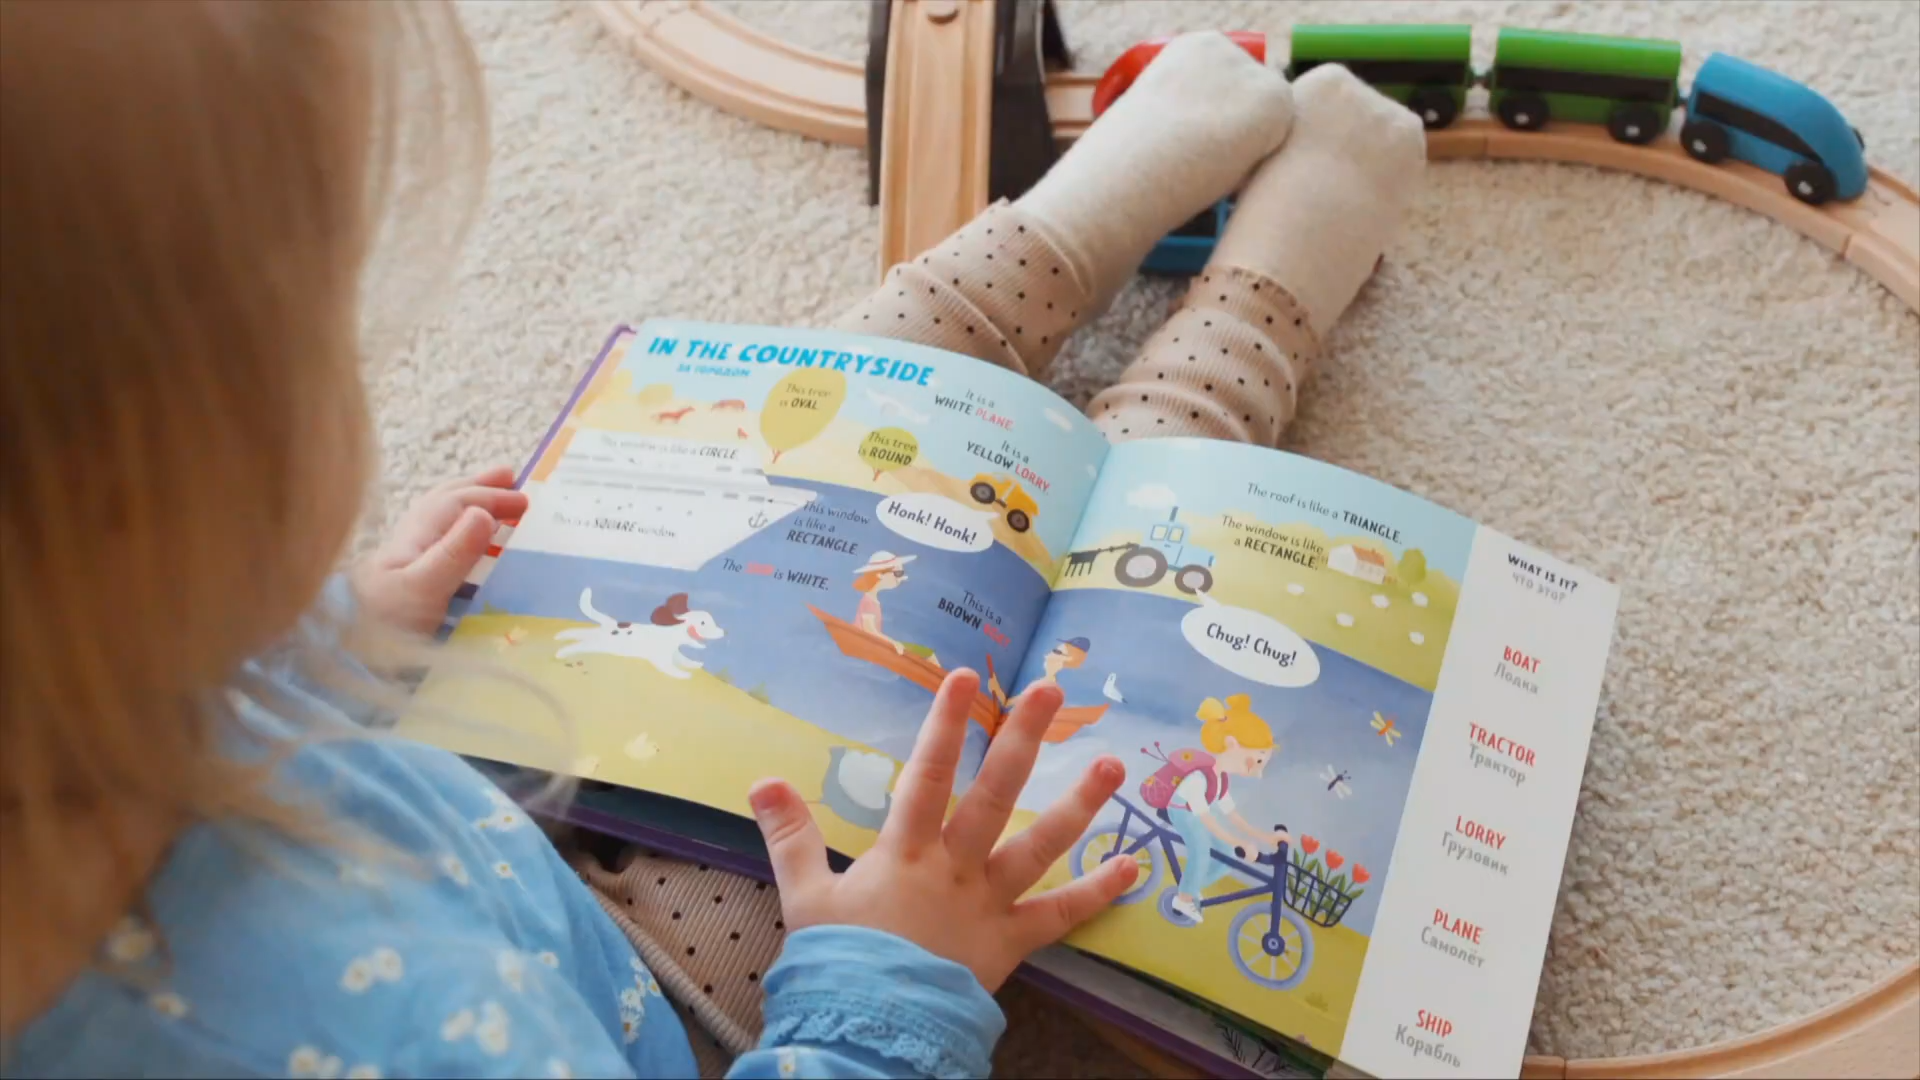 IN THE COUNTRYSIDE
ЗА ГОРОДОМ
This tree
is OVAL.
It is a
WHITE PLANE.
This tree
is ROUND.
It is a
YELLOW LORRY.
This window is like a CIRCLE.
This is a SQUARE window.
This window
is like a
RECTANGLE.
Honk! Honk!
The SHIP is WHITE.
This is a
BROWN BOAT.
The roof is like a TRIANGLE.
The window is like
a RECTANGLE.
Chug! Chug!
WHAT IS IT?
ЧТО ЭТО?
BOAT
Лодка
TRACTOR
Трактор
LORRY
Грузовик
PLANE
Самолёт
SHIP
Корабль